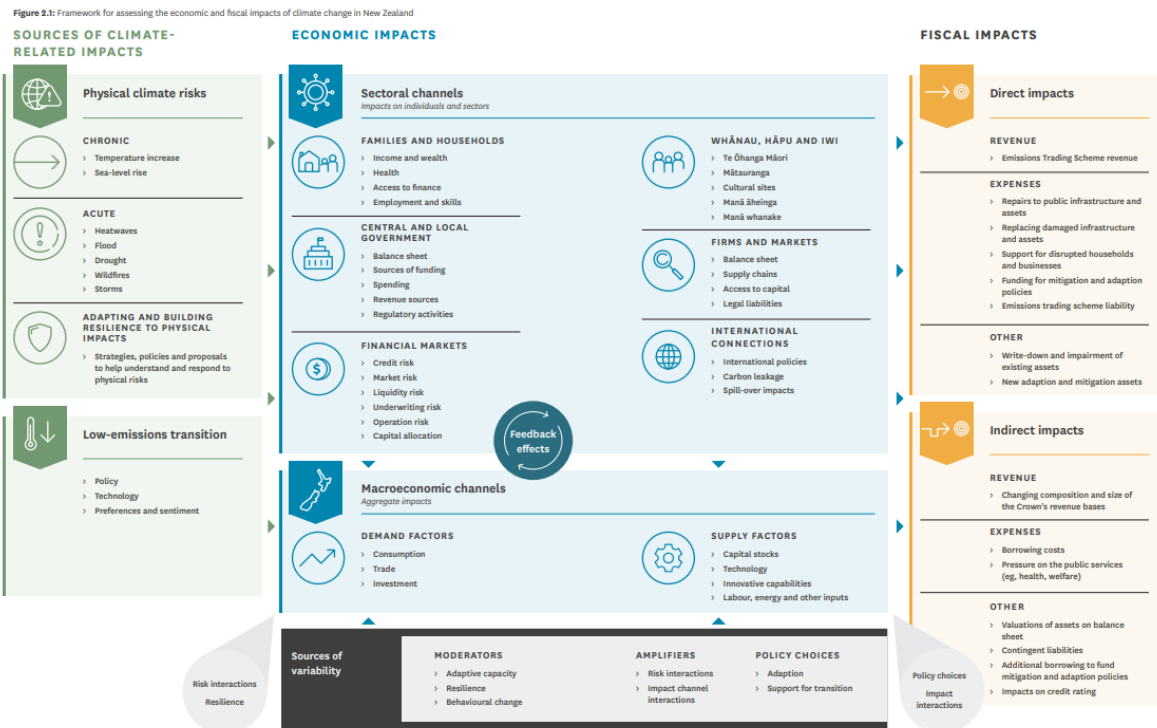 Figure 2.1: Framework for assessing the economic and fiscal impacts of climate change in New Zealand
SOURCES OF CLIMATE-
RELATED IMPACTS
Physical climate risks
CHRONIC
› Temperature increase
› Sea-level rise
ACUTE
› Heatwaves
› Flood
› Drought
› Wildfires
› Storms
ADAPTING AND BUILDING
RESILIENCE TO PHYSICAL
IMPACTS
› Strategies, policies and proposals
to help understand and respond to
physical risks
Low-emissions transition
› Policy
› Technology
› Preferences and sentiment
ECONOMIC IMPACTS
Sectoral channels
Impacts on individuals and sectors
FAMILIES AND HOUSEHOLDS
› Income and wealth
› Health
› Access to finance
› Employment and skills
CENTRAL AND LOCAL
GOVERNMENT
› Balance sheet
› Sources of funding
› Spending
› Revenue sources
› Regulatory activities
FINANCIAL MARKETS
$
› Credit risk
› Market risk
› Liquidity risk
› Underwriting risk
› Operation risk
› Capital allocation
WHĀNAU, HĀPU AND IWI
› Te Ōhanga Māori
› Mātauranga
› Cultural sites
› Manā āheinga
› Manā whanake
FIRMS AND MARKETS
› Balance sheet
› Supply chains
› Access to capital
› Legal liabilities
INTERNATIONAL
CONNECTIONS
› International policies
› Carbon leakage
› Spill-over impacts
Feedback
effects
Macroeconomic channels
Aggregate impacts
DEMAND FACTORS
› Consumption
› Trade
› Investment
SUPPLY FACTORS
› Capital stocks
› Technology
› Innovative capabilities
› Labour, energy and other inputs
Risk interactions
Resilience
Sources of
variability
MODERATORS
› Adaptive capacity
› Resilience
› Behavioural change
AMPLIFIERS
› Risk interactions
› Impact channel
interactions
POLICY CHOICES
› Adaption
› Support for transition
Policy choices
Impact
interactions
FISCAL IMPACTS
Direct impacts
REVENUE
› Emissions Trading Scheme revenue
EXPENSES
› Repairs to public infrastructure and
assets
› Replacing damaged infrastructure
and assets
› Support for disrupted households
and businesses
› Funding for mitigation and adaption
policies
› Emissions trading scheme liability
OTHER
› Write-down and impairment of
existing assets
› New adaption and mitigation assets
Indirect impacts
REVENUE
› Changing composition and size of
the Crown's revenue bases
EXPENSES
› Borrowing costs
› Pressure on the public services
(eg, health, welfare)
OTHER
› Valuations of assets on balance
sheet
› Contingent liabilities
› Additional borrowing to fund
mitigation and adaption policies
› Impacts on credit rating